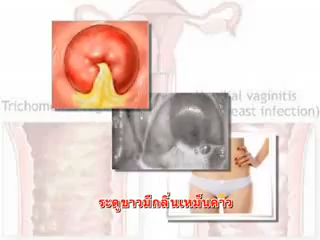 vaginitis
east infection)
ระดูขาวมีกลิ่นเหม็นคาว